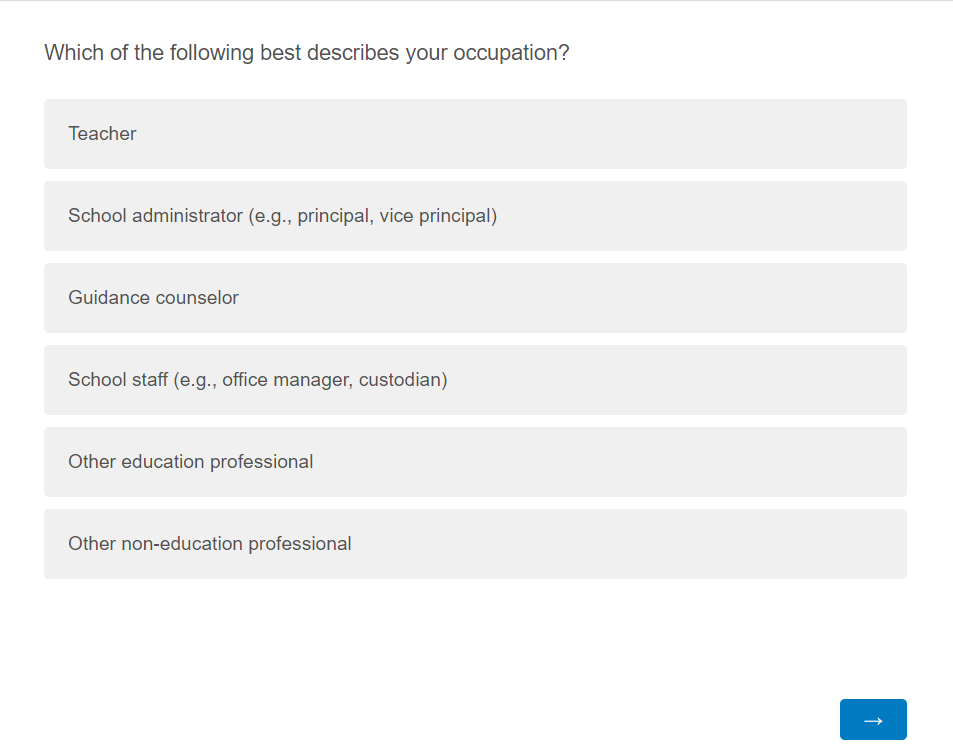 Which of the following best describes your occupation?
Teacher
School administrator (e.g., principal, vice principal)
Guidance counselor
School staff (e.g., office manager, custodian)
Other education professional
Other non-education professional
→